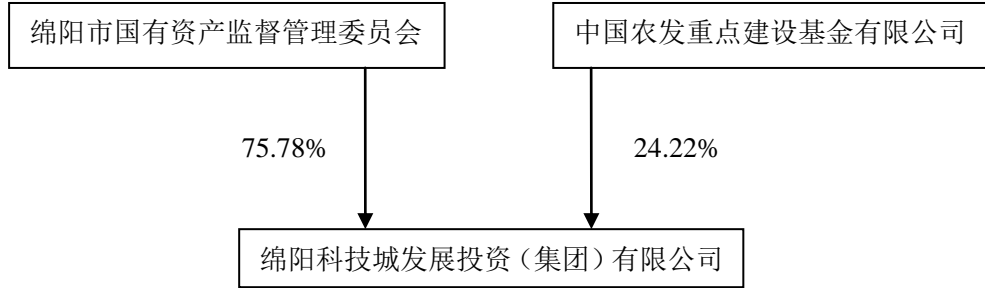 绵阳市国有资产监督管理委员会
中国农发重点建设基金有限公司
75.78%
24.22%
绵阳科技城发展投资（集团）有限公司